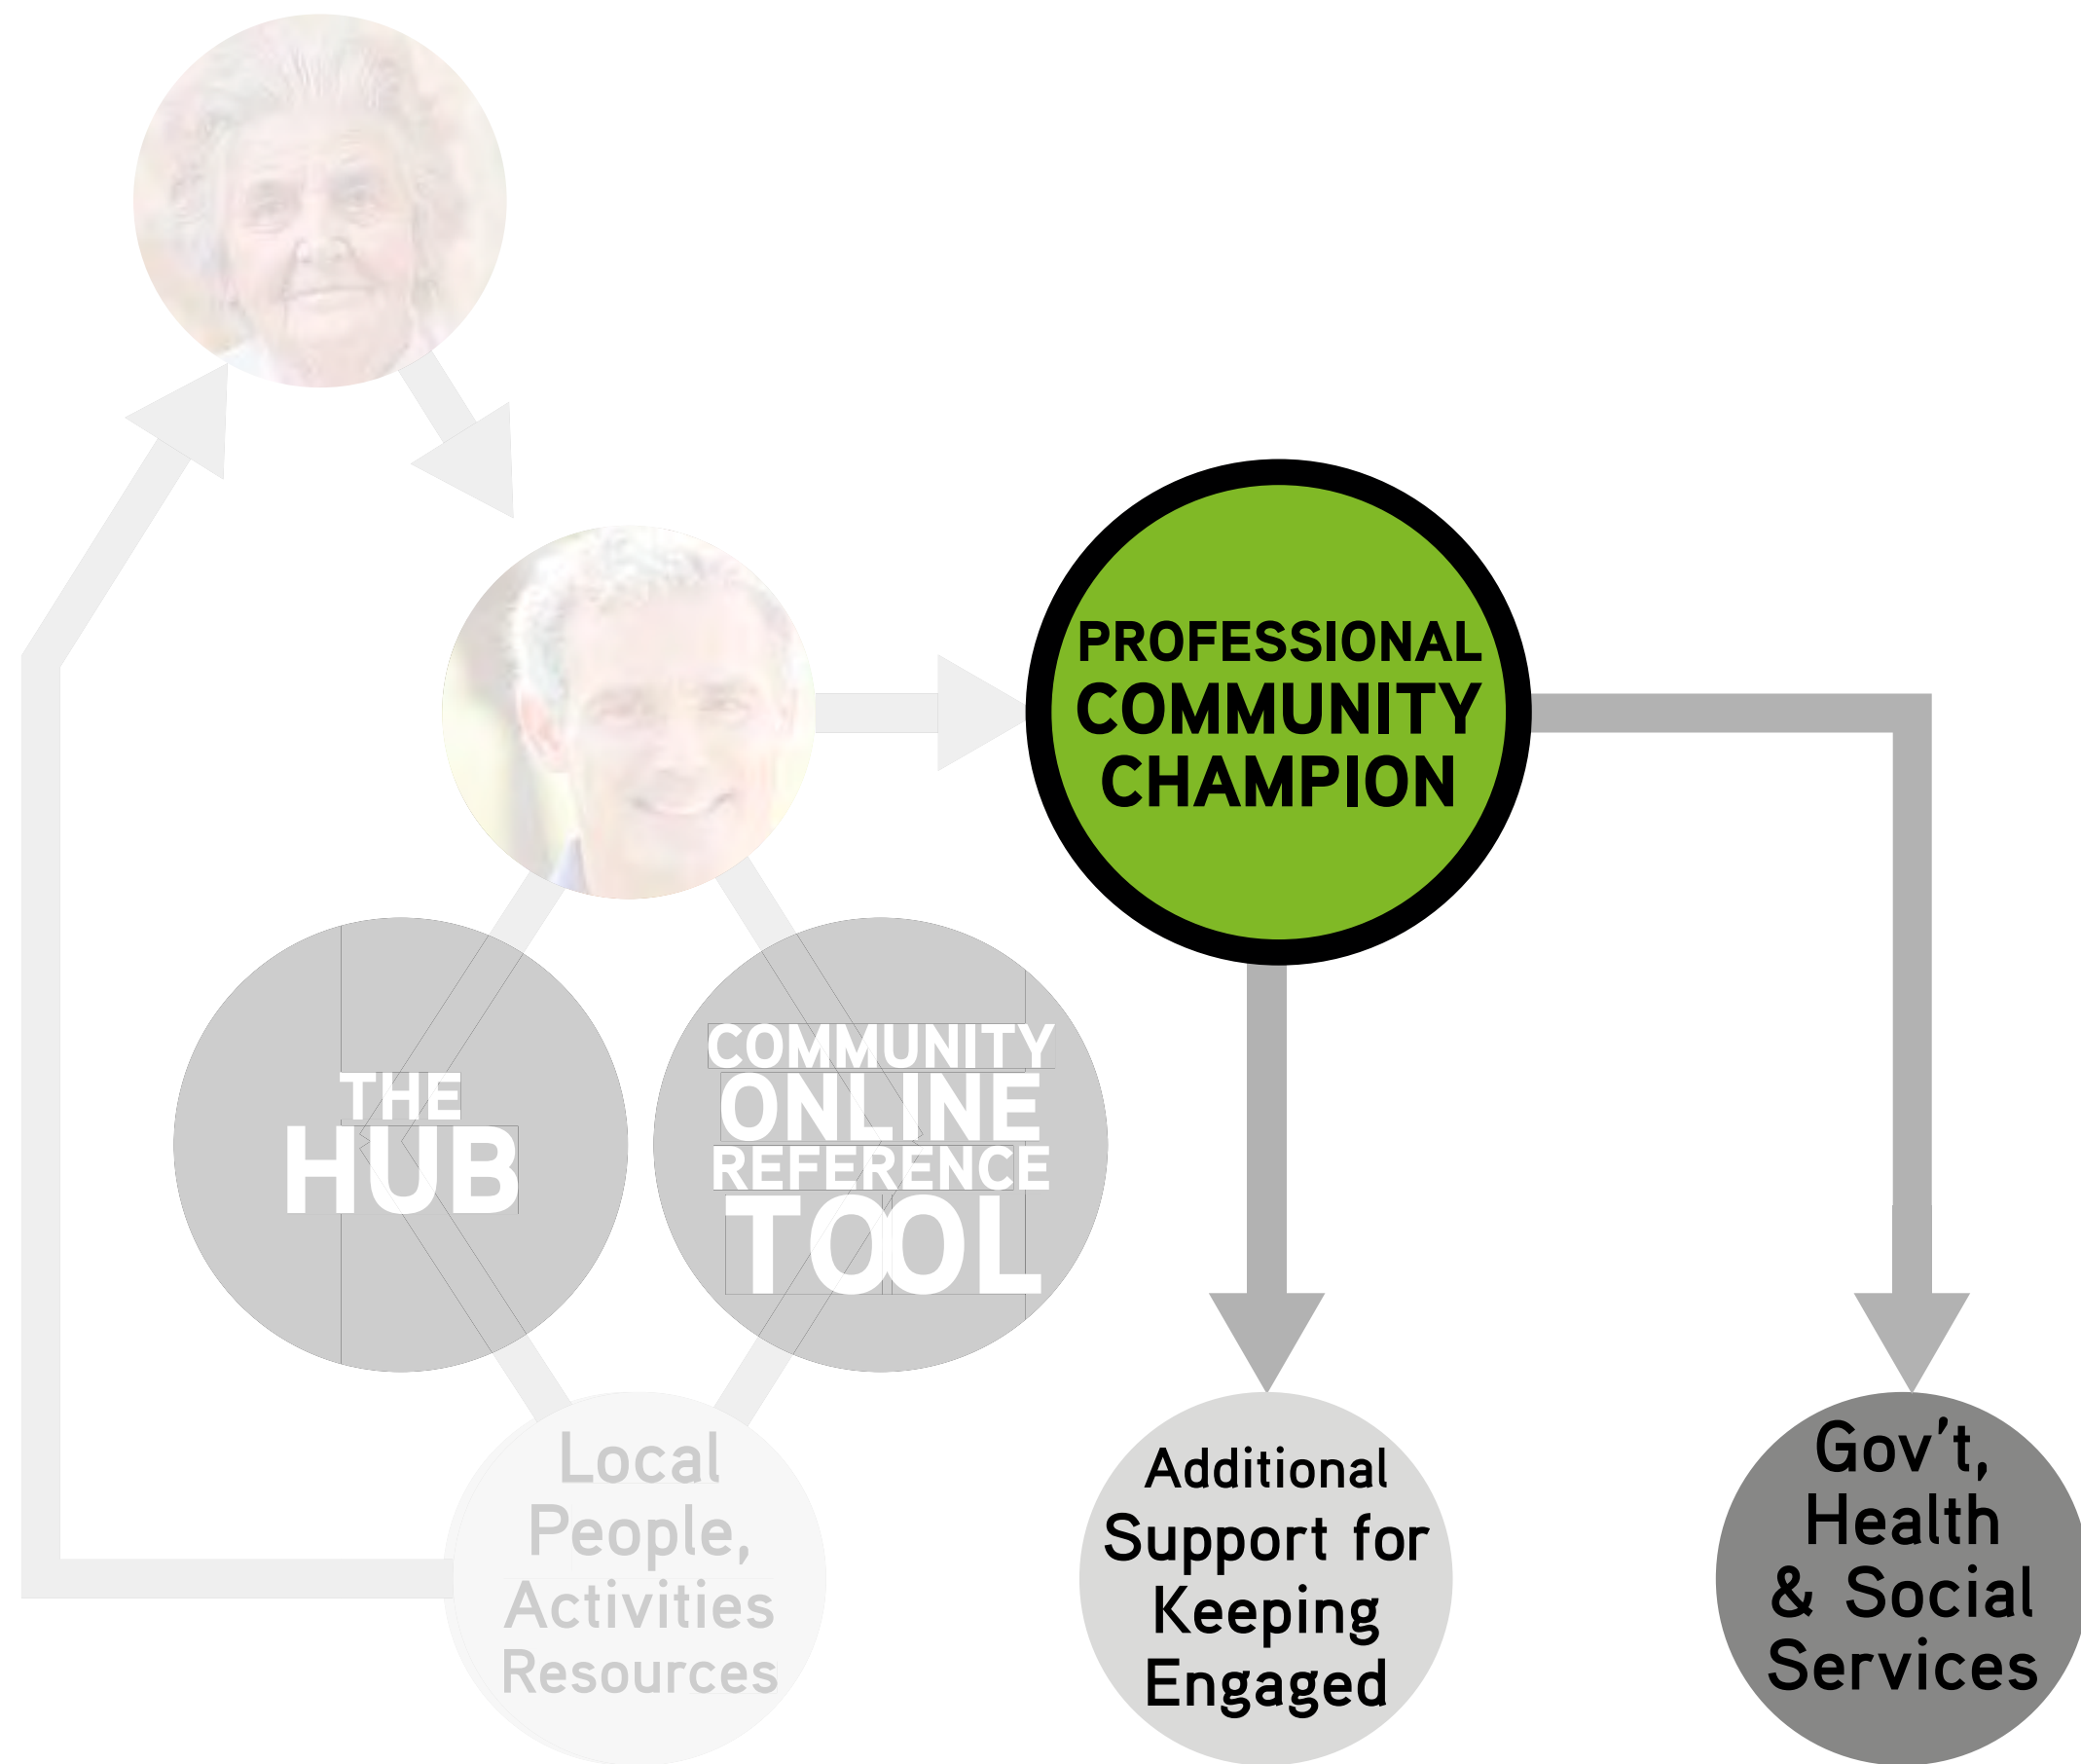 PROFESSIONAL
COMMUNITY
CHAMPION
THE
HUB
COMMUNITY
ONLINE
REFERENCE
TOOL
Local
People,
Activities
Resources
Additional
Support for
Keeping
Engaged
Gov't,
Health
& Social
Services